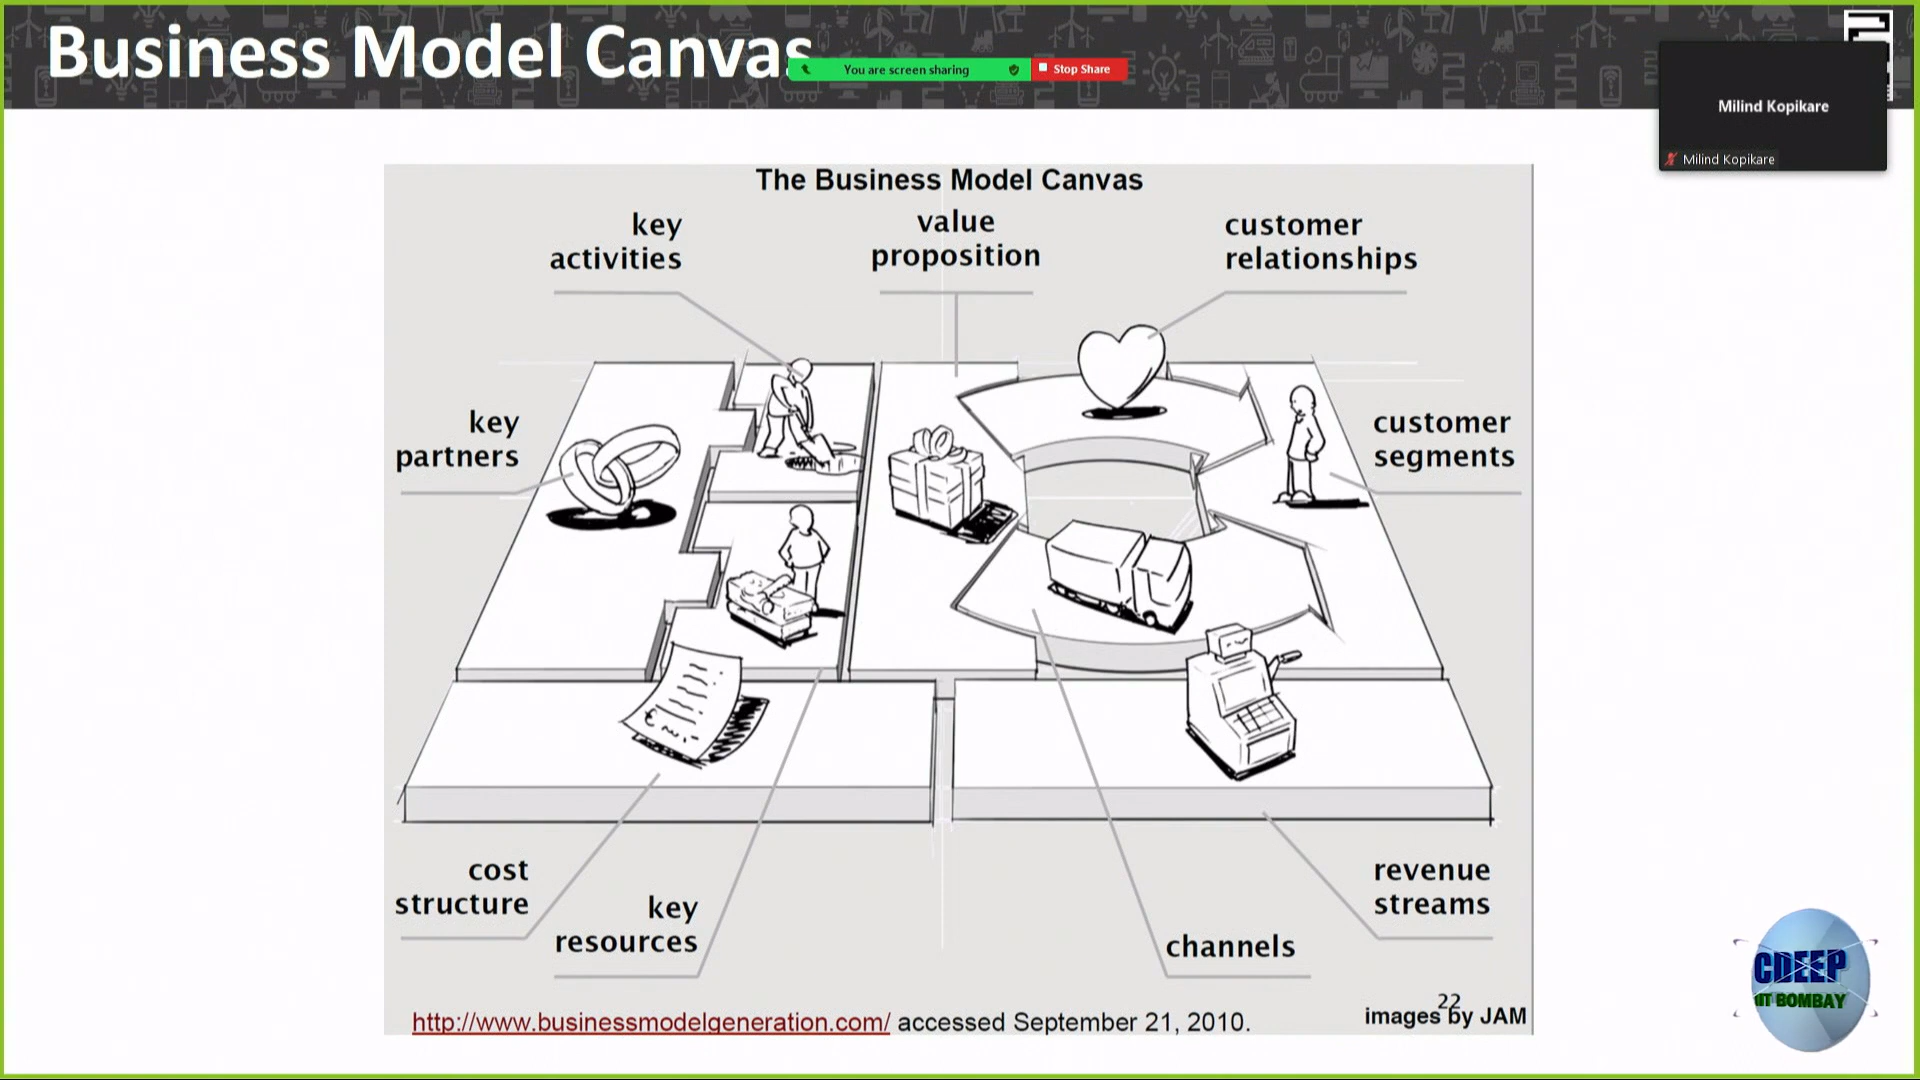 Business Model Canvas
You are screen sharing
Stop Share
Milind Kopikare
Milind Kopikare
The Business Model Canvas
key
activities
value
proposition
customer
relationships
key
partners
customer
segments
cost
structure
key
resources
channels
revenue
streams
22
http://www.businessmodelgeneration.com/ accessed September 21, 2010.
images by JAM
CDEEP
IIT BOMBAY